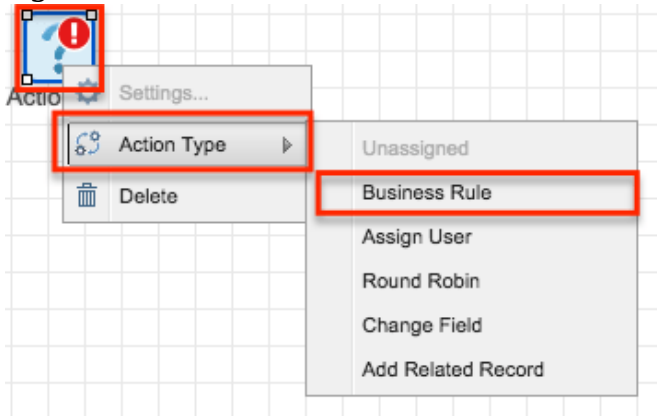 Actio
Settings...
Action Type
Unassigned
Delete
Business Rule
Assign User
Round Robin
Change Field
Add Related Record